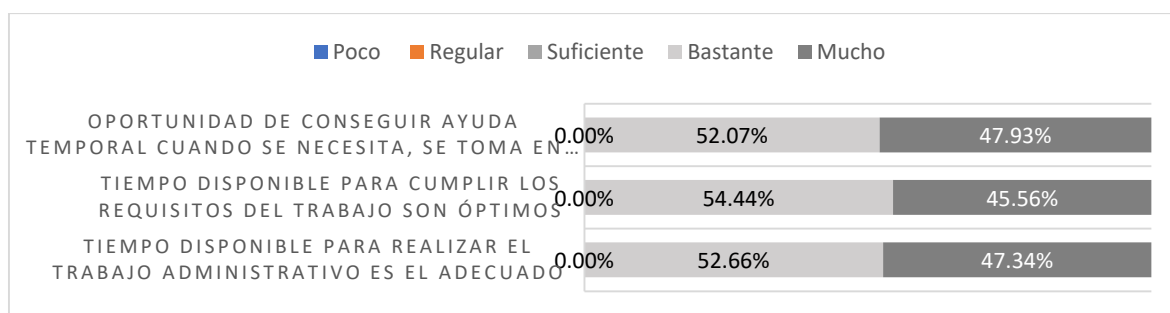 Poco Regular Suficiente Bastante Mucho
OPORTUNIDAD DE CONSEGUIR AYUDA
TEMPORAL CUANDO SE NECESITA, SE TOMA EN…
0.00% 52.07% 47.93%
TIEMPO DISPONIBLE PARA CUMPLIR LOS
REQUISITOS DEL TRABAJO SON ÓPTIMOS
0.00% 54.44% 45.56%
TIEMPO DISPONIBLE PARA REALIZAR EL
TRABAJO ADMINISTRATIVO ES EL ADECUADO
0.00% 52.66% 47.34%